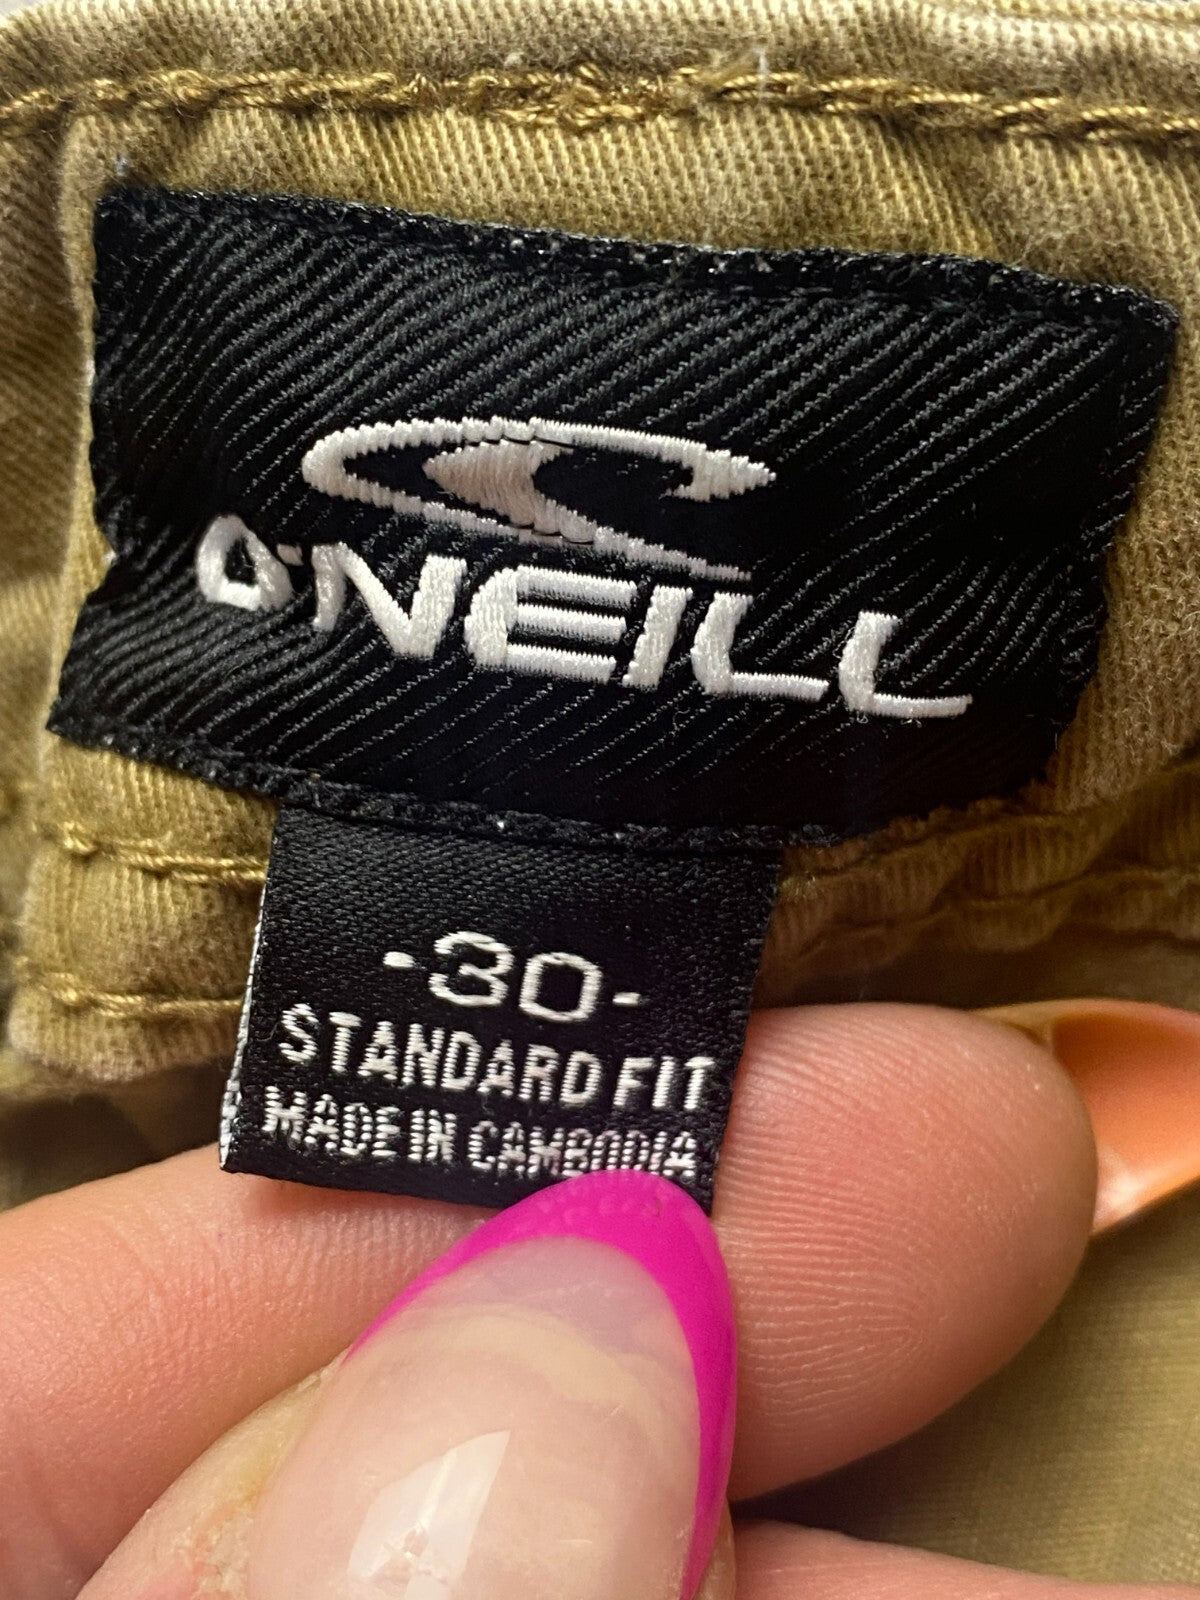 O'NEILL
-30-
STANDARD FIT
MADE IN CAMBODIA